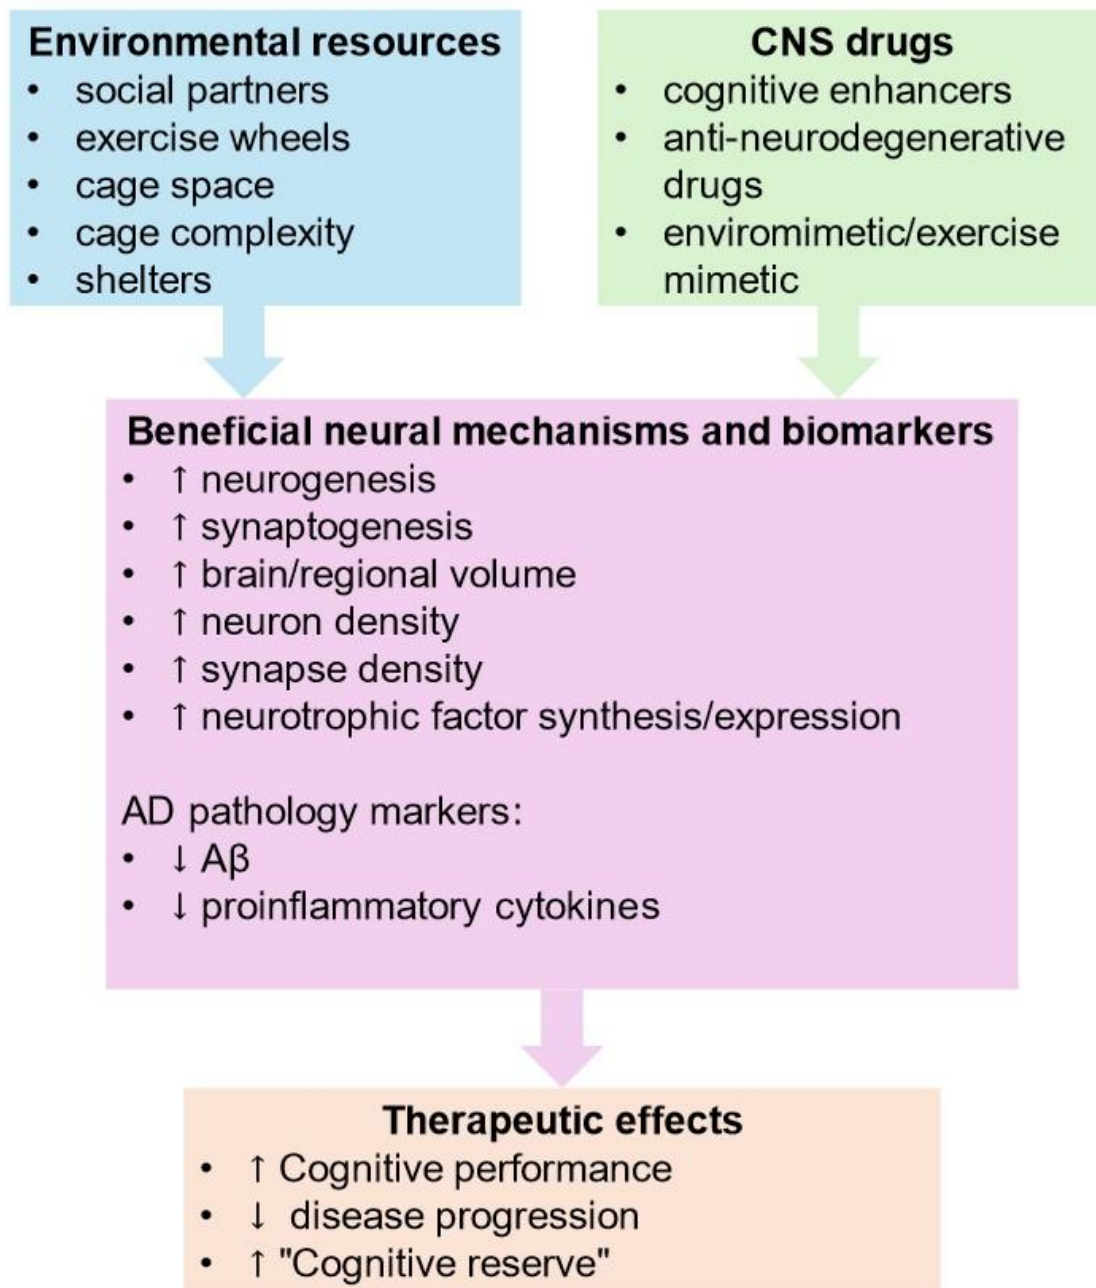 Environmental resources
• social partners
• exercise wheels
• cage space
• cage complexity
• shelters
CNS drugs
• cognitive enhancers
• anti-neurodegenerative
drugs
• enviromimetic/exercise
mimetic
Beneficial neural mechanisms and biomarkers
• ↑ neurogenesis
• ↑ synaptogenesis
• ↑ brain/regional volume
• ↑ neuron density
• ↑ synapse density
• ↑ neurotrophic factor synthesis/expression
AD pathology markers:
• ↓ Aβ
• ↓ proinflammatory cytokines
Therapeutic effects
• ↑ Cognitive performance
• ↓ disease progression
• ↑ "Cognitive reserve"